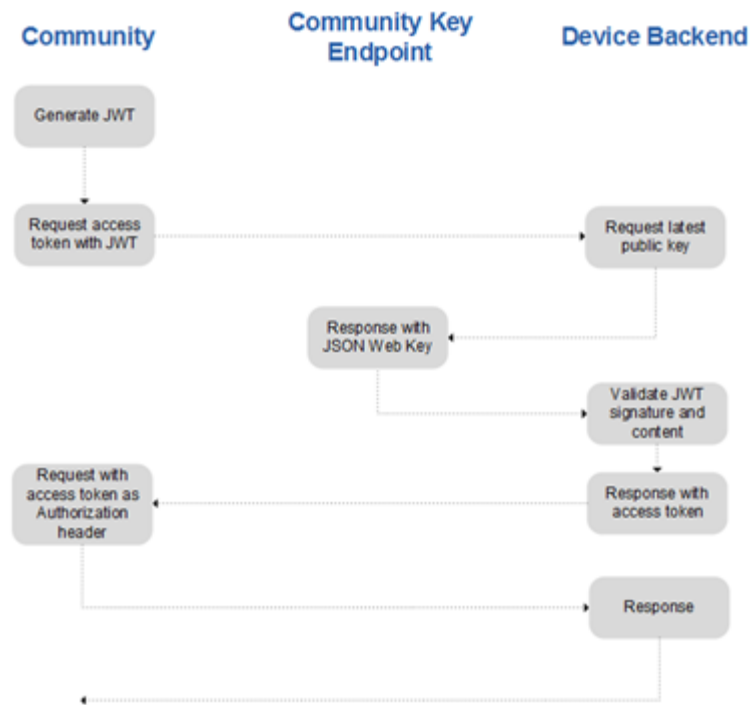 Community
Community Key
Endpoint
Device Backend
Generate JWT
Request access
token with JWT
Request latest
public key
Response with
JSON Web Key
Validate JWT
signature and
content
Request with
access token as
Authorization
header
Response with
access token
Response